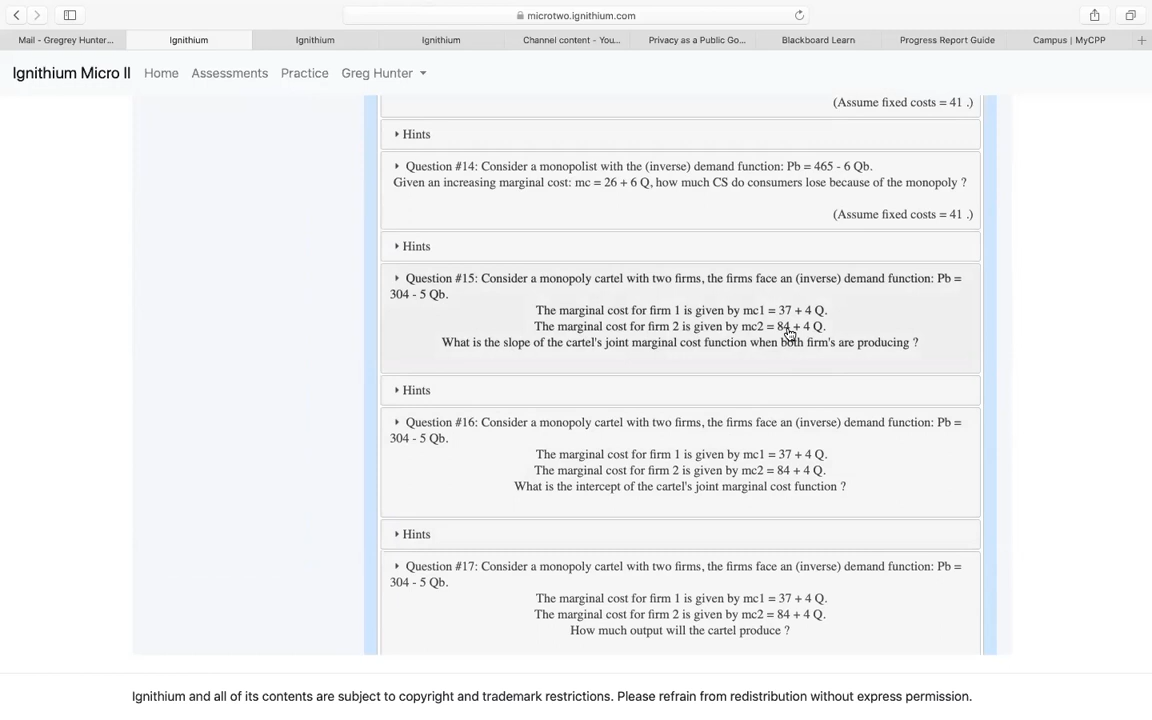 microtwo.ignithium.com
Mail - Gregrey Hunter... Ignithium Ignithium Ignithium Channel content - You... Privacy as a Public Go... Blackboard Learn Progress Report Guide Campus | MyCPP
Ignithium Micro II Home Assessments Practice Greg Hunter
(Assume fixed costs = 41 .)
Hints
Question #14: Consider a monopolist with the (inverse) demand function: Pb = 465 - 6 Qb.
Given an increasing marginal cost: mc = 26 + 6 Q, how much CS do consumers lose because of the monopoly ?
(Assume fixed costs = 41 .)
Hints
Question #15: Consider a monopoly cartel with two firms, the firms face an (inverse) demand function: Pb =
304 - 5 Qb.
The marginal cost for firm 1 is given by mc1 = 37 + 4 Q.
The marginal cost for firm 2 is given by mc2 = 84 + 4 Q.
What is the slope of the cartel's joint marginal cost function when both firm's are producing ?
Hints
Question #16: Consider a monopoly cartel with two firms, the firms face an (inverse) demand function: Pb =
304 - 5 Qb.
The marginal cost for firm 1 is given by mc1 = 37 + 4 Q.
The marginal cost for firm 2 is given by mc2 = 84 + 4 Q.
What is the intercept of the cartel's joint marginal cost function ?
Hints
Question #17: Consider a monopoly cartel with two firms, the firms face an (inverse) demand function: Pb =
304 - 5 Qb.
The marginal cost for firm 1 is given by mc1 = 37 + 4 Q.
The marginal cost for firm 2 is given by mc2 = 84 + 4 Q.
How much output will the cartel produce ?
Ignithium and all of its contents are subject to copyright and trademark restrictions. Please refrain from redistribution without express permission.